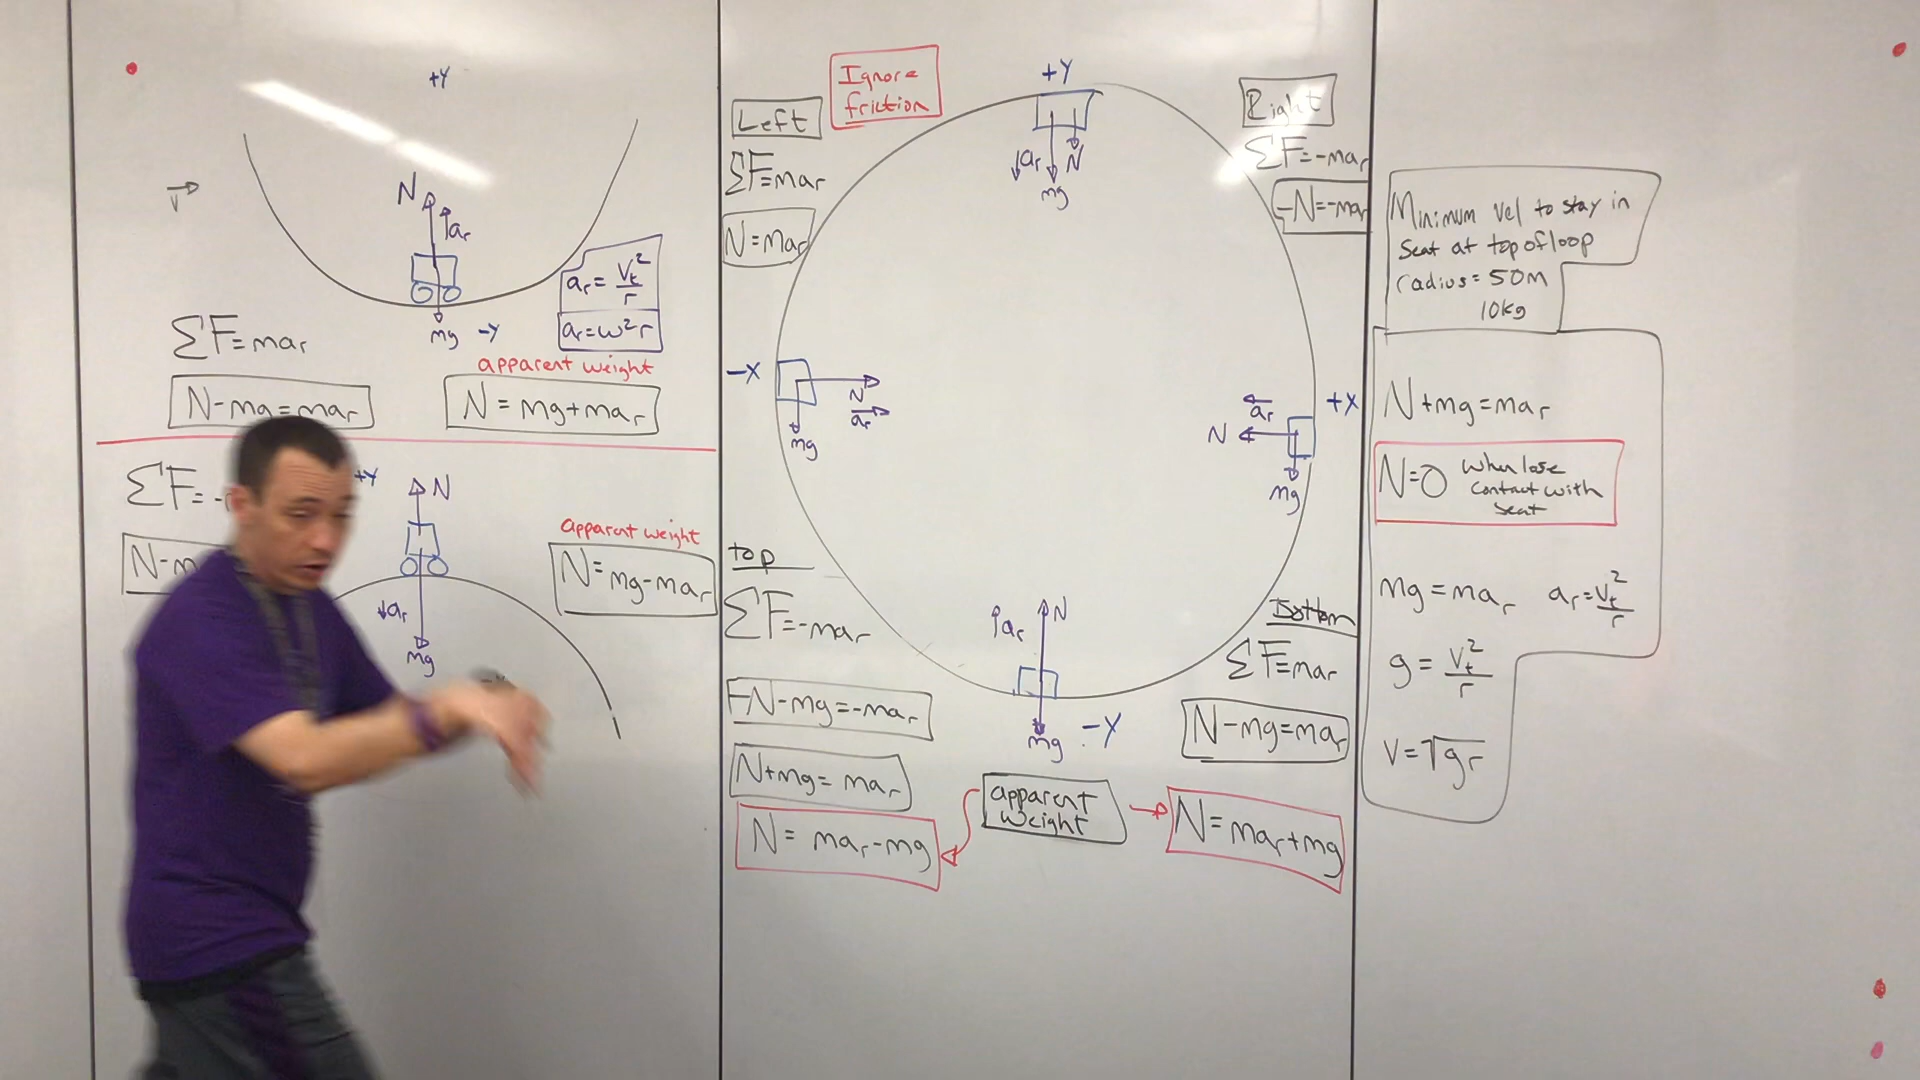 +Y
N
ar
mg
-Y
ar = Vt²/r
ar=ω²r
ΣF=mar
apparent weight
N-mg=mar
N = mg+mar
ΣF=-
+Y
N
ar
mg
apparent weight
N-m
N=mg-mar
Ignore
friction
Left
ΣF=mar
N=mar
+Y
ar
N
mg
Right
ΣF=-mar
-N=-mar
-X
N
ar
mg
+X
ar
N
mg
top
ΣF=-mar
-N-mg=-mar
N+mg=mar
N=mar-mg
ar
N
mg
-Y
Bottom
ΣF=mar
N-mg=mar
apparent
weight
N=mar+mg
Minimum vel to stay in
seat at top of loop
radius=50m
10kg
N+mg=mar
N=0 when lose
contact with
seat
mg=mar ar=Vt²/r
g=Vt²/r
V=√gr